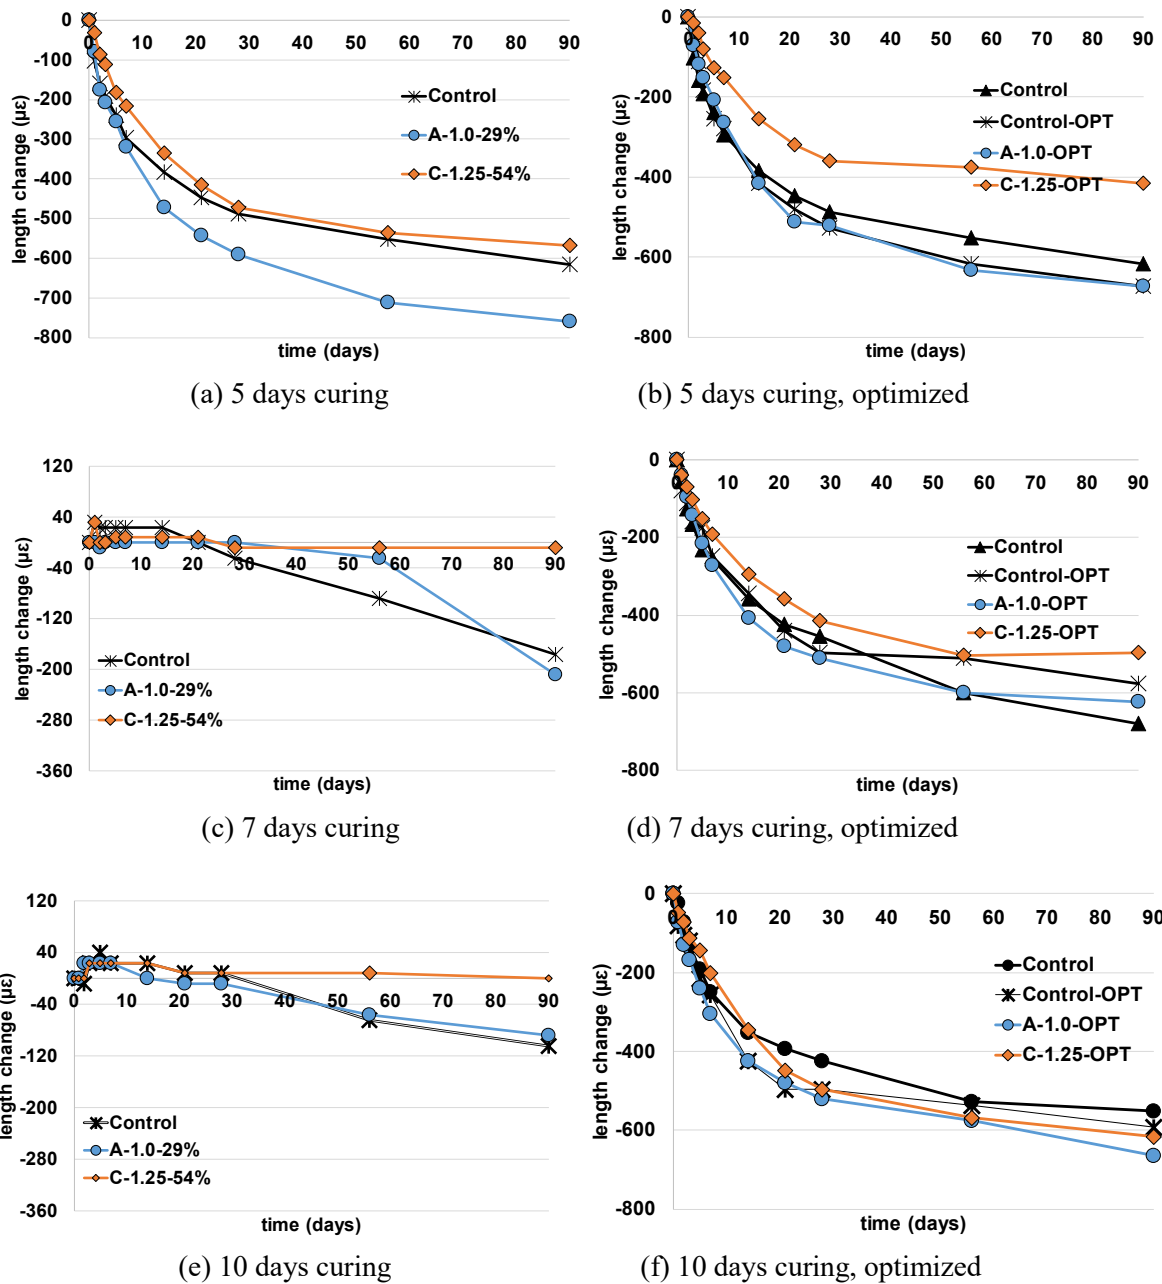 0
0 10 20 30 40 50 60 70 80 90
-100
-200
-300
-400
-500
-600
-700
-800
length change (µε)
Control
A-1.0-29%
C-1.25-54%
time (days)
(a) 5 days curing
0
0 10 20 30 40 50 60 70 80 90
-200
-400
-600
-800
length change (µε)
Control
Control-OPT
A-1.0-OPT
C-1.25-OPT
time (days)
(b) 5 days curing, optimized
120
40
-40
0 10 20 30 40 50 60 70 80 90
-120
-200
-280
-360
length change (µε)
Control
A-1.0-29%
C-1.25-54%
time (days)
(c) 7 days curing
0
0 10 20 30 40 50 60 70 80 90
-200
-400
-600
-800
length change (µε)
Control
Control-OPT
A-1.0-OPT
C-1.25-OPT
time (days)
(d) 7 days curing, optimized
120
40
-40
0 10 20 30 40 50 60 70 80 90
-120
-200
-280
-360
length change (µε)
Control
A-1.0-29%
C-1.25-54%
time (days)
(e) 10 days curing
0
0 10 20 30 40 50 60 70 80 90
-200
-400
-600
-800
length change (µε)
Control
Control-OPT
A-1.0-OPT
C-1.25-OPT
time (days)
(f) 10 days curing, optimized